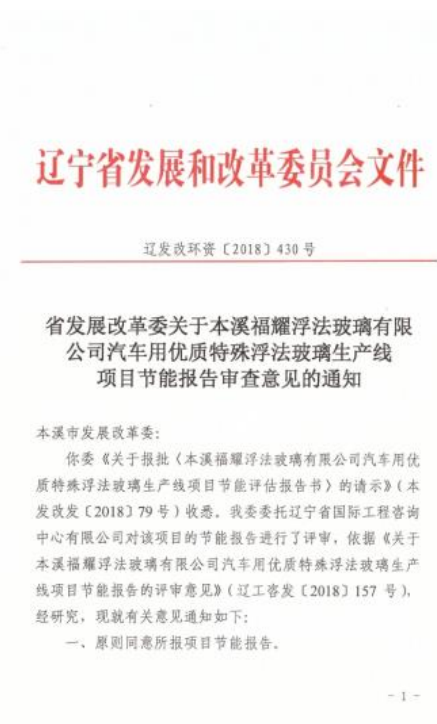 辽宁省发展和改革委员会文件
辽发改环资〔2018〕430号
省发展改革委关于本溪福耀浮法玻璃有限
公司汽车用优质特殊浮法玻璃生产线
项目节能报告审查意见的通知
本溪市发展改革委:
你委《关于报批〈本溪福耀浮法玻璃有限公司汽车用优
质特殊浮法玻璃生产线项目节能评估报告书〉的请示》(本
发改发〔2018〕79号)收悉。我委委托辽宁省国际工程咨询
中心有限公司对该项目的节能报告进行了评审,依据《关于
本溪福耀浮法玻璃有限公司汽车用优质特殊浮法玻璃生产
线项目节能报告的评审意见》(辽工咨发〔2018〕157 号),
经研究,现就有关意见通知如下:
一、原则同意所报项目节能报告。
- 1 -